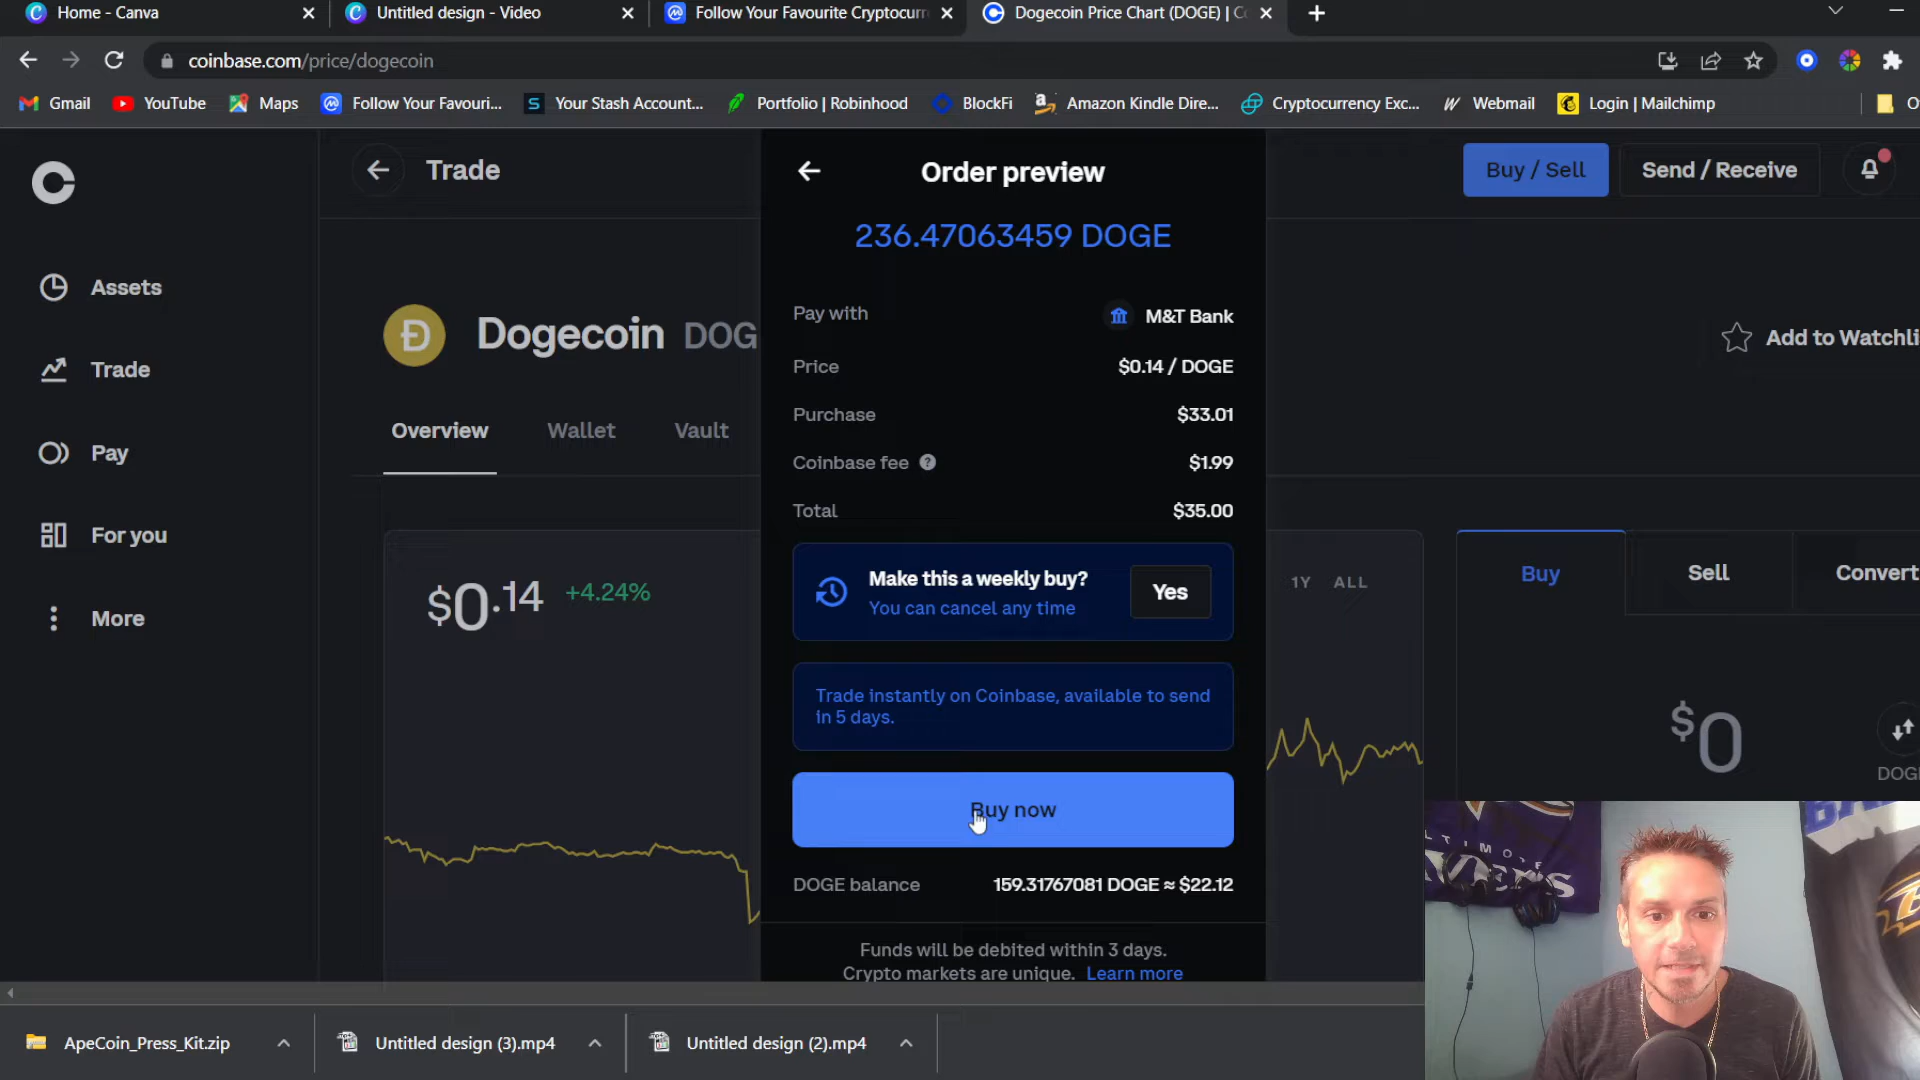 Home - Canva
Untitled design - Video
Follow Your Favourite Cryptocurr
Dogecoin Price Chart (DOGE) | Co
coinbase.com/price/dogecoin
Gmail
YouTube
Maps
Follow Your Favouri...
Your Stash Account...
Portfolio | Robinhood
BlockFi
Amazon Kindle Dire...
Cryptocurrency Exc...
Webmail
Login | Mailchimp
O
Trade
Order preview
Buy / Sell
Send / Receive
236.47063459 DOGE
Assets
Trade
Pay
For you
More
Dogecoin DOG
Add to Watchli
Overview
Wallet
Vault
Pay with
M&T Bank
Price
$0.14 / DOGE
Purchase
$33.01
Coinbase fee
$1.99
Total
$35.00
$0.14 +4.24%
Make this a weekly buy?
You can cancel any time
Yes
1Y ALL
Buy
Sell
Convert
Trade instantly on Coinbase, available to send
in 5 days.
$0
DOGE
Buy now
DOGE balance
159.31767081 DOGE ≈ $22.12
Funds will be debited within 3 days.
Crypto markets are unique. Learn more
ApeCoin_Press_Kit.zip
Untitled design (3).mp4
Untitled design (2).mp4